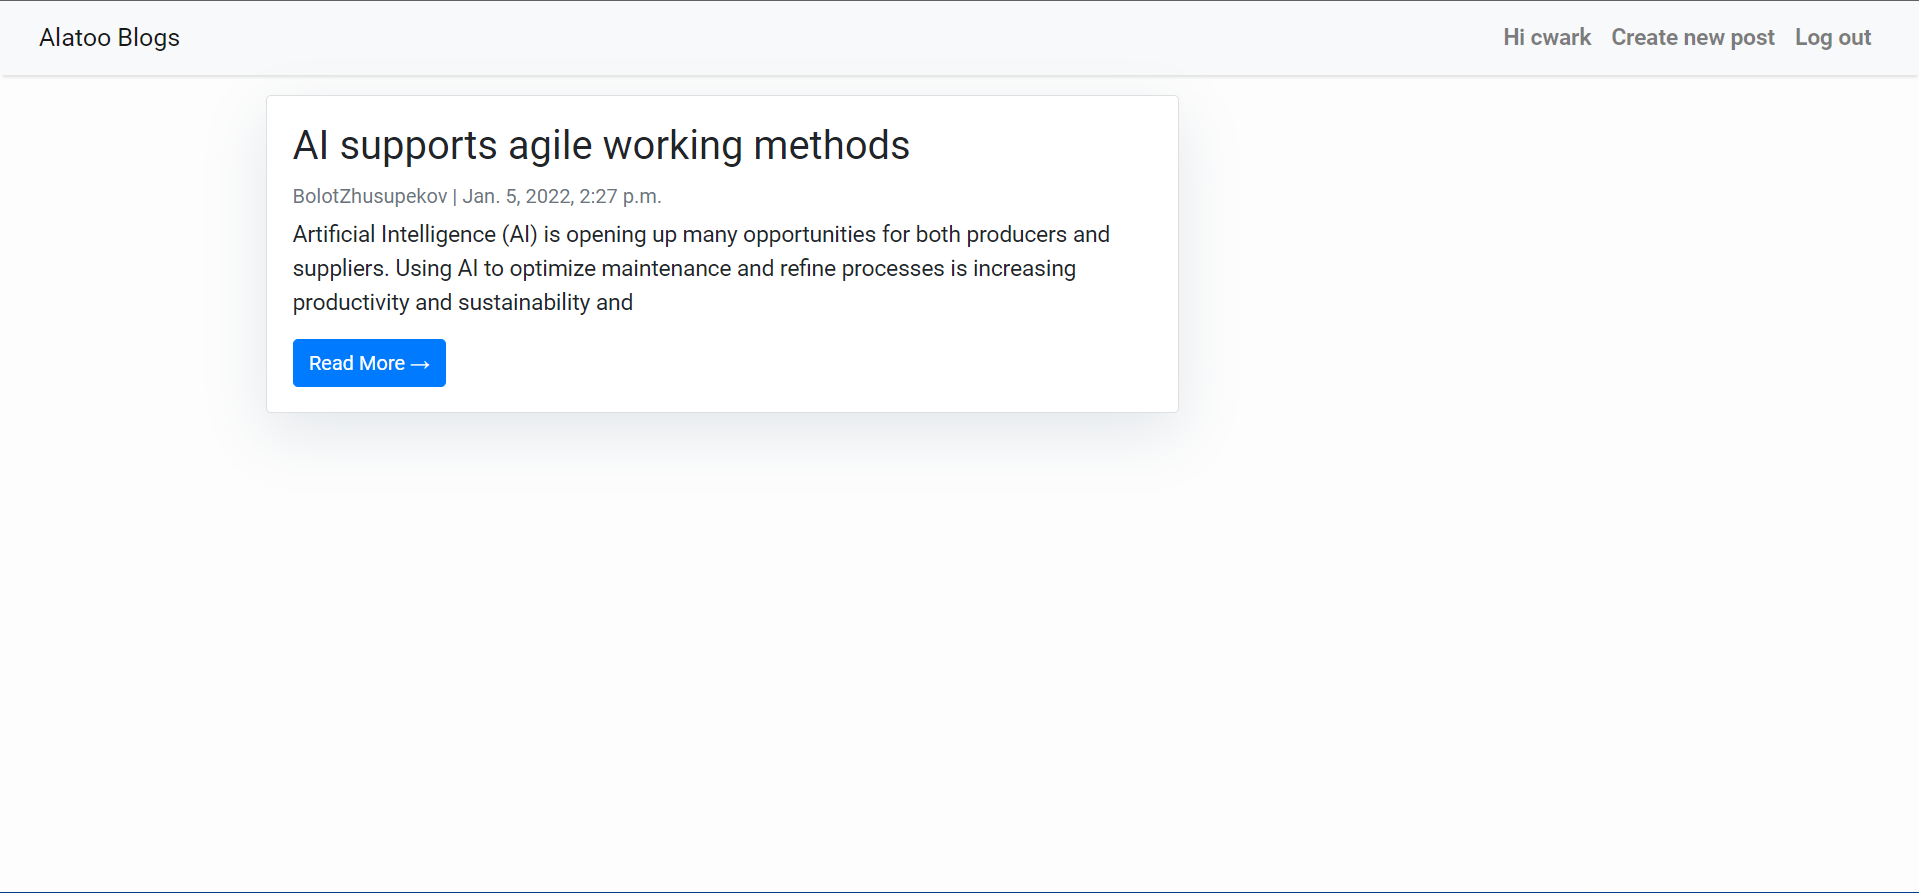 Alatoo Blogs
Hi cwark Create new post Log out
AI supports agile working methods
BolotZhusupekov | Jan. 5, 2022, 2:27 p.m.
Artificial Intelligence (AI) is opening up many opportunities for both producers and
suppliers. Using AI to optimize maintenance and refine processes is increasing
productivity and sustainability and
Read More →